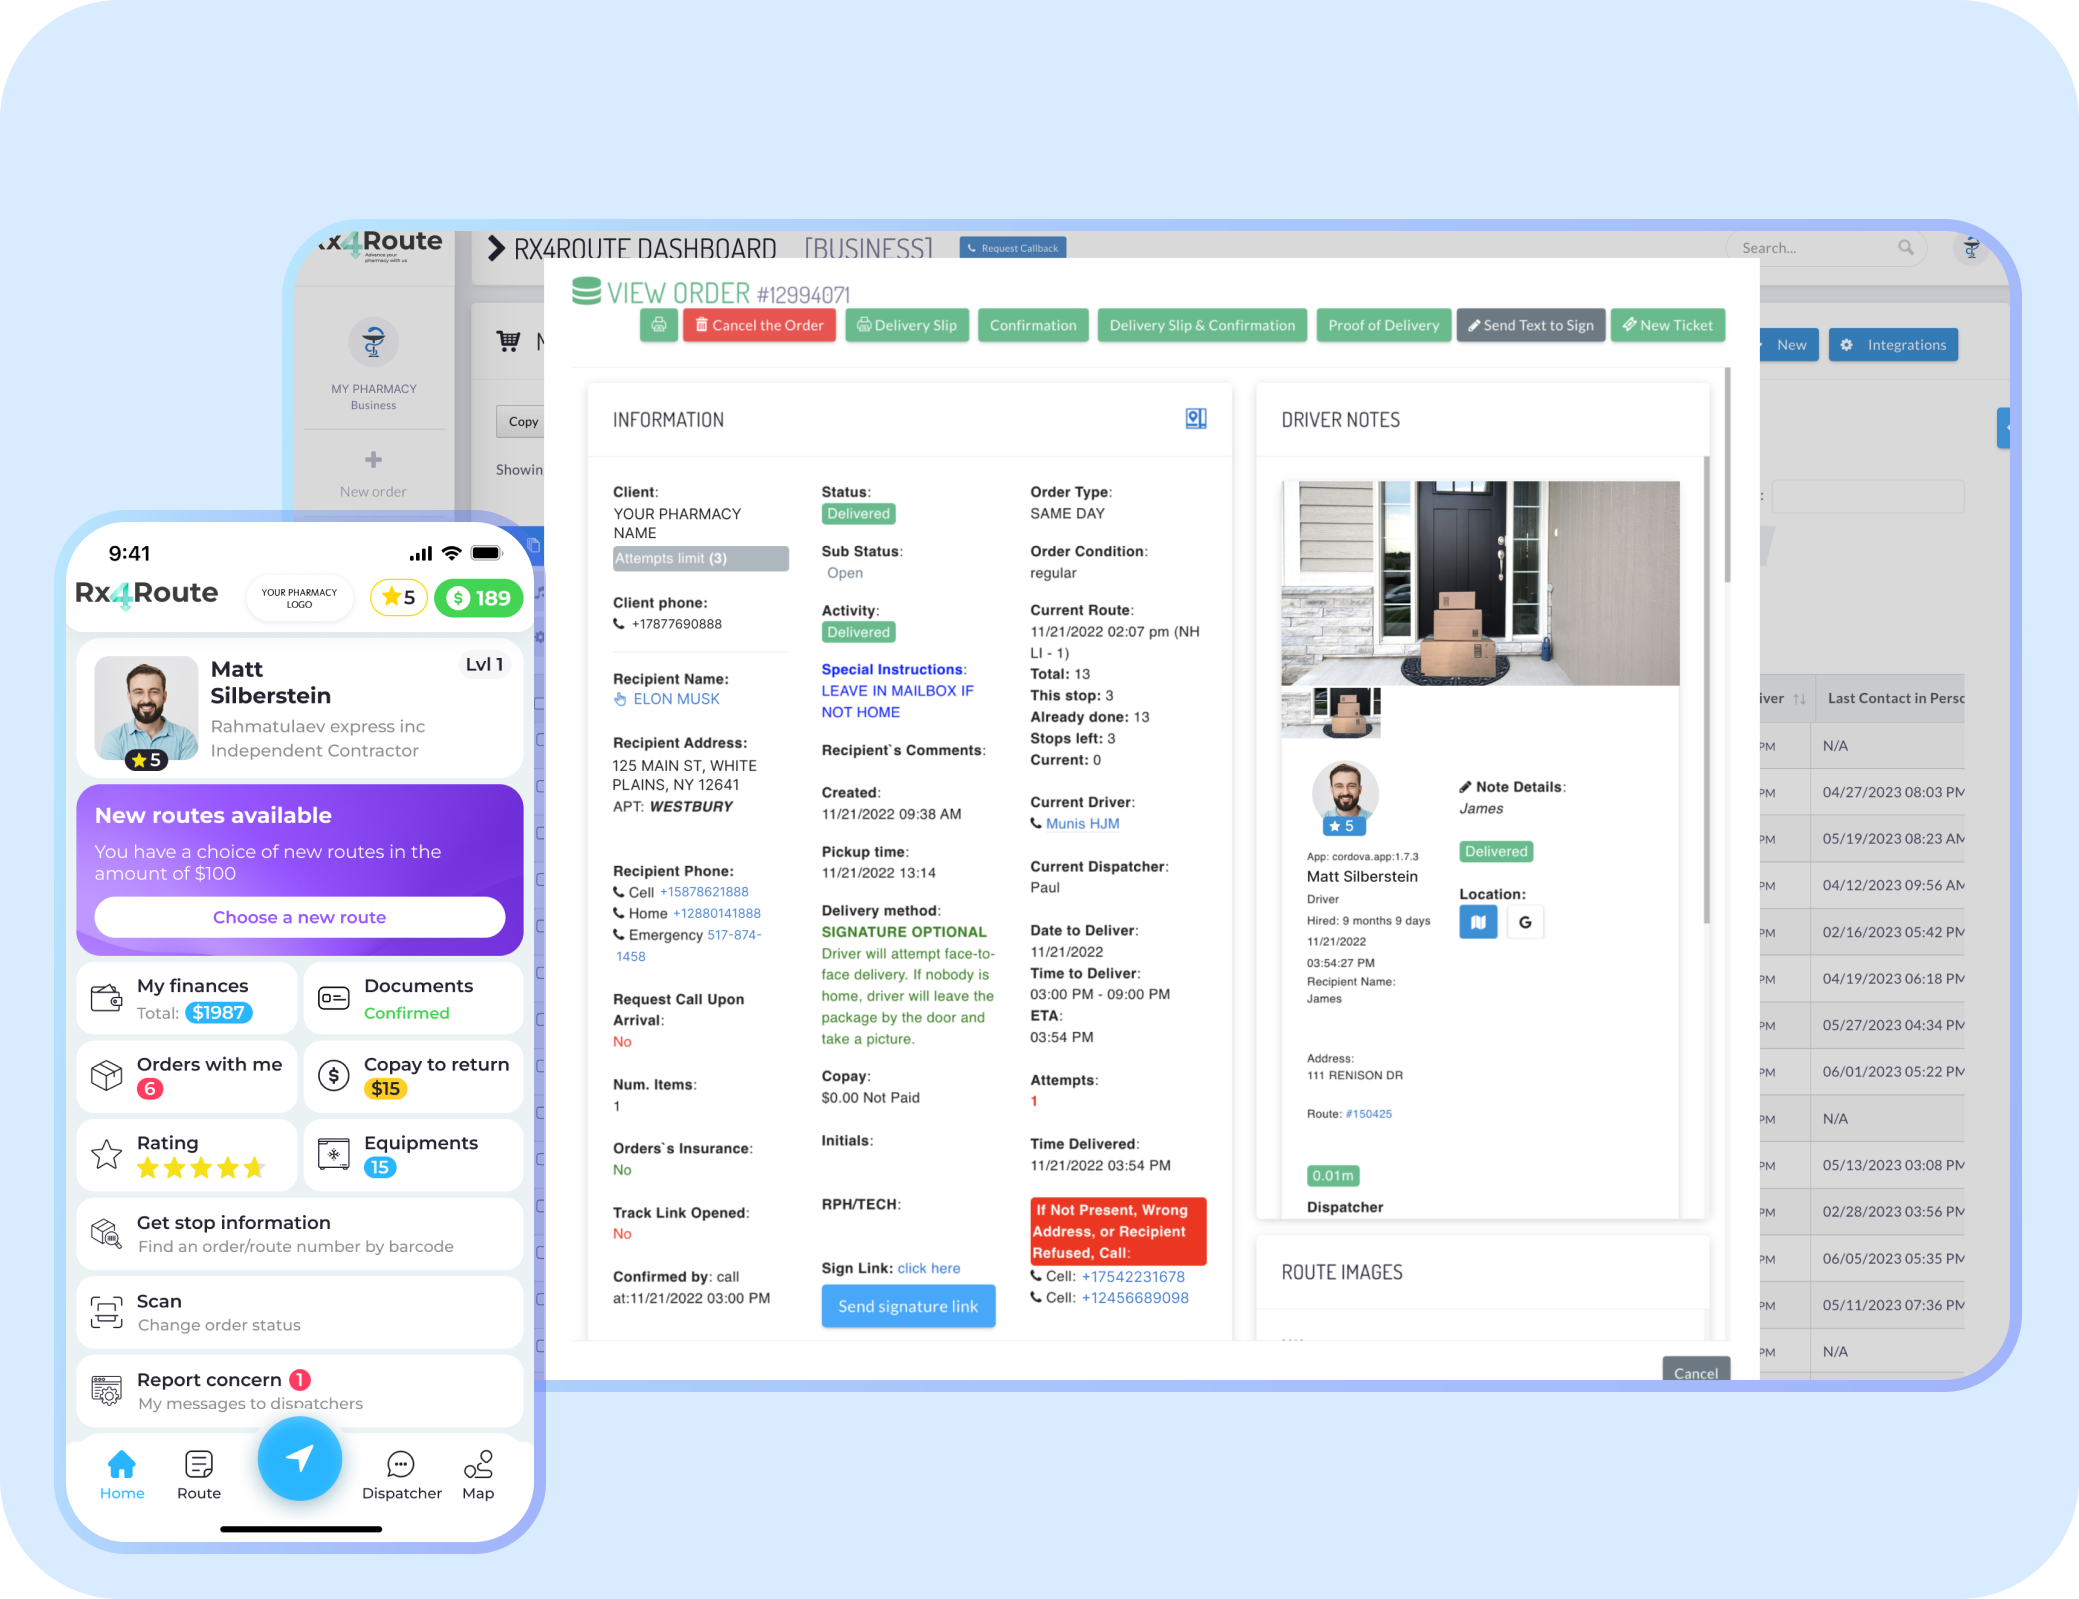 Rx4Route
Advance your
pharmacy with us
RX4ROUTE DASHBOARD [BUSINESS]
Request Callback
Search...
MY PHARMACY
Business
New order
Copy
Showin
New
Integrations
VIEW ORDER #12994071
Cancel the Order
Delivery Slip
Confirmation
Delivery Slip & Confirmation
Proof of Delivery
Send Text to Sign
New Ticket
INFORMATION
Client:
YOUR PHARMACY
NAME
Attempts limit (3)
Client phone:
+17877690888
Recipient Name:
ELON MUSK
Recipient Address:
125 MAIN ST, WHITE
PLAINS, NY 12641
APT: WESTBURY
Recipient Phone:
Cell +15878621888
Home +12880141888
Emergency 517-874-
1458
Request Call Upon
Arrival:
No
Num. Items:
1
Orders`s Insurance:
No
Track Link Opened:
No
Confirmed by: call
at:11/21/2022 03:00 PM
Status:
Delivered
Sub Status:
Open
Activity:
Delivered
Special Instructions:
LEAVE IN MAILBOX IF
NOT HOME
Recipient`s Comments:
Created:
11/21/2022 09:38 AM
Pickup time:
11/21/2022 13:14
Delivery method:
SIGNATURE OPTIONAL
Driver will attempt face-to-
face delivery. If nobody is
home, driver will leave the
package by the door and
take a picture.
Copay:
$0.00 Not Paid
Initials:
RPH/TECH:
Sign Link: click here
Send signature link
Order Type:
SAME DAY
Order Condition:
regular
Current Route:
11/21/2022 02:07 pm (NH
LI - 1)
Total: 13
This stop: 3
Already done: 13
Stops left: 3
Current: 0
Current Driver:
Munis HJM
Current Dispatcher:
Paul
Date to Deliver:
11/21/2022
Time to Deliver:
03:00 PM - 09:00 PM
ETA:
03:54 PM
Attempts:
1
Time Delivered:
11/21/2022 03:54 PM
If Not Present, Wrong
Address, or Recipient
Refused, Call:
Cell: +17542231678
Cell: +12456689098
DRIVER NOTES
5
App: cordova.app:1.7.3
Matt Silberstein
Driver
Hired: 9 months 9 days
11/21/2022
03:54:27 PM
Recipient Name:
James
Address:
111 RENISON DR
Route: #150425
0.01m
Dispatcher
Note Details:
James
Delivered
Location:
G
ROUTE IMAGES
Cancel
iver
Last Contact in Perso
PM N/A
PM 04/27/2023 08:03 PM
PM 05/19/2023 08:23 AM
PM 04/12/2023 09:56 AM
PM 02/16/2023 05:42 PM
PM 04/19/2023 06:18 PM
PM 05/27/2023 04:34 PM
PM 06/01/2023 05:22 PM
PM N/A
PM 05/13/2023 03:08 PM
PM 02/28/2023 03:56 PM
PM 06/05/2023 05:35 PM
PM 05/11/2023 07:36 PM
PM N/A
9:41
Rx4Route
YOUR PHARMACY
LOGO
5
$ 189
Matt
Silberstein
Lvl 1
Rahmatulaev express inc
Independent Contractor
5
New routes available
You have a choice of new routes in the
amount of $100
Choose a new route
My finances
Total: $1987
Documents
Confirmed
Orders with me
6
Copay to return
$15
Rating
Equipments
15
Get stop information
Find an order/route number by barcode
Scan
Change order status
Report concern 1
My messages to dispatchers
Home
Route
Dispatcher
Map